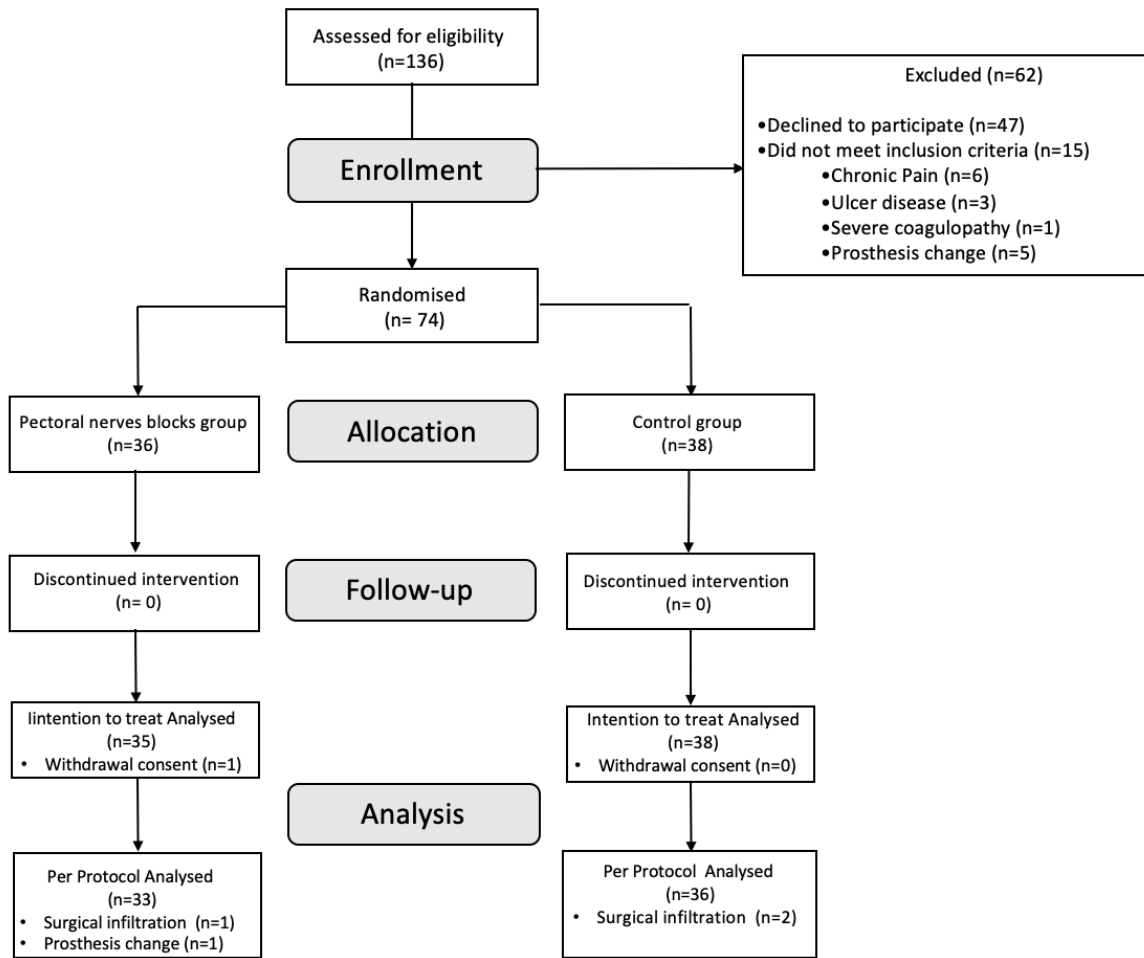 Assessed for eligibility
(n=136)
Excluded (n=62)
•Declined to participate (n=47)
•Did not meet inclusion criteria (n=15)
•Chronic Pain (n=6)
•Ulcer disease (n=3)
•Severe coagulopathy (n=1)
•Prosthesis change (n=5)
Enrollment
Randomised
(n= 74)
Pectoral nerves blocks group
(n=36)
Allocation
Control group
(n=38)
Discontinued intervention
(n= 0)
Follow-up
Discontinued intervention
(n= 0)
Iintention to treat Analysed
(n=35)
• Withdrawal consent (n=1)
Intention to treat Analysed
(n=38)
• Withdrawal consent (n=0)
Analysis
Per Protocol Analysed
(n=33)
• Surgical infiltration (n=1)
• Prosthesis change (n=1)
Per Protocol Analysed
(n=36)
• Surgical infiltration (n=2)